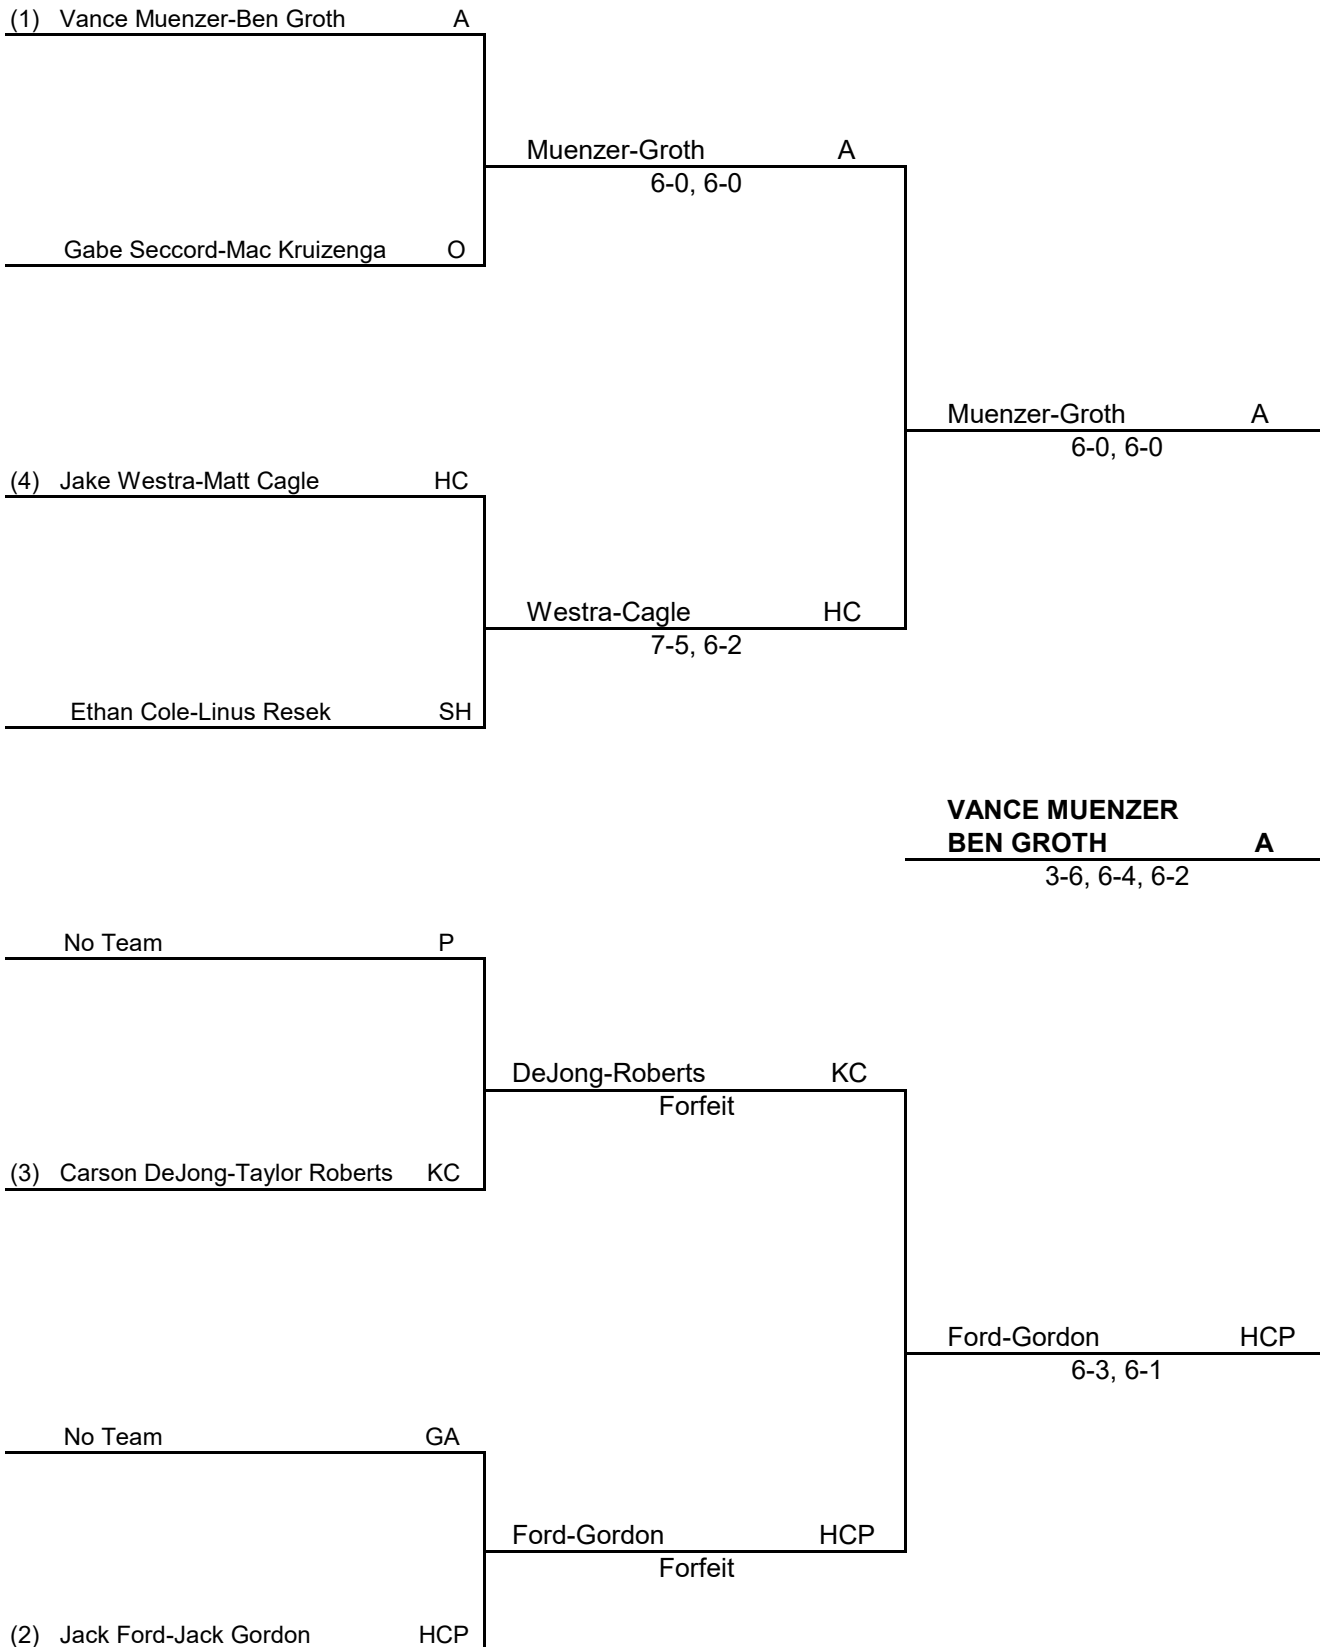 (1) Vance Muenzer-Ben Groth A
Muenzer-Groth A
6-0, 6-0
Gabe Seccord-Mac Kruizenga O
Muenzer-Groth A
6-0, 6-0
(4) Jake Westra-Matt Cagle HC
Westra-Cagle HC
7-5, 6-2
Ethan Cole-Linus Resek SH
VANCE MUENZER
BEN GROTH A
3-6, 6-4, 6-2
No Team P
DeJong-Roberts KC
Forfeit
(3) Carson DeJong-Taylor Roberts KC
Ford-Gordon HCP
6-3, 6-1
No Team GA
Ford-Gordon HCP
Forfeit
(2) Jack Ford-Jack Gordon HCP